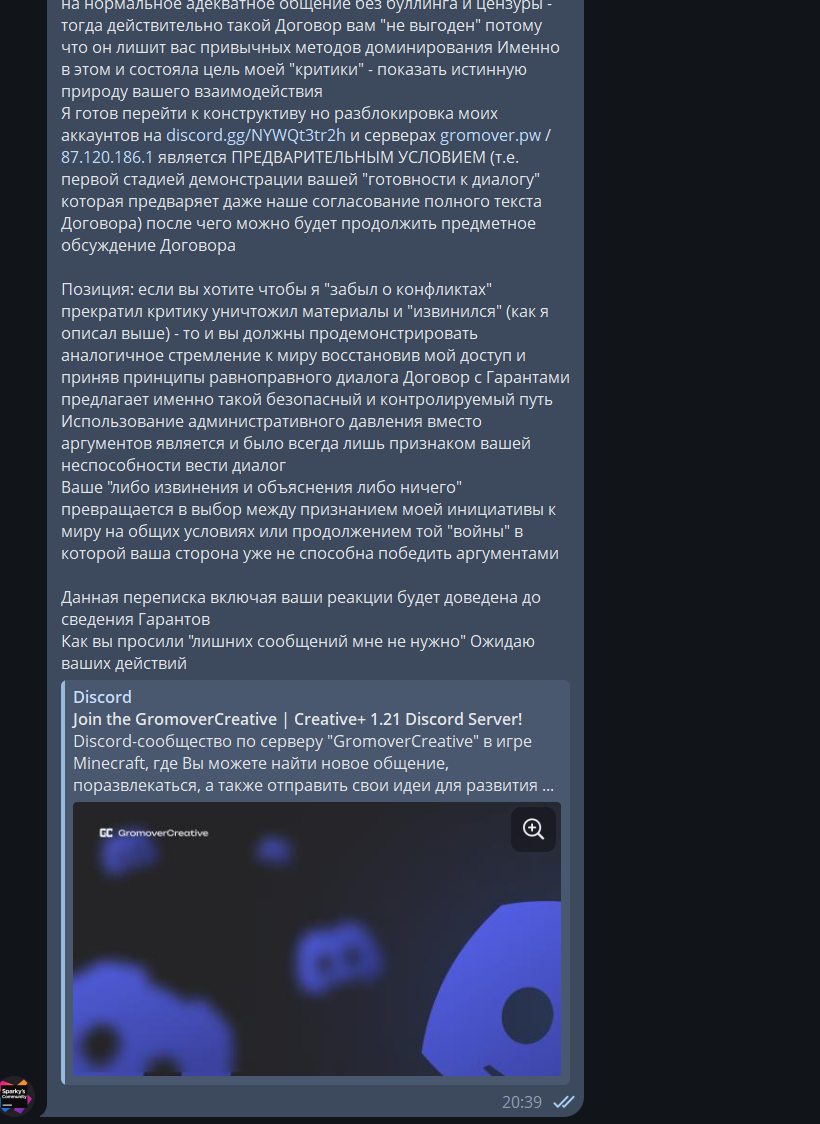 на нормальное адекватное общение без буллинга и цензуры -
тогда действительно такой Договор вам "не выгоден" потому
что он лишит вас привычных методов доминирования Именно
в этом и состояла цель моей "критики" - показать истинную
природу вашего взаимодействия
Я готов перейти к конструктиву но разблокировка моих
аккаунтов на discord.gg/NYWQt3tr2h и серверах gromover.pw /
87.120.186.1 является ПРЕДВАРИТЕЛЬНЫМ УСЛОВИЕМ (т.е.
первой стадией демонстрации вашей "готовности к диалогу"
которая предваряет даже наше согласование полного текста
Договора) после чего можно будет продолжить предметное
обсуждение Договора
Позиция: если вы хотите чтобы я "забыл о конфликтах"
прекратил критику уничтожил материалы и "извинился" (как я
описал выше) - то и вы должны продемонстрировать
аналогичное стремление к миру восстановив мой доступ и
приняв принципы равноправного диалога Договор с Гарантами
предлагает именно такой безопасный и контролируемый путь
Использование административного давления вместо
аргументов является и было всегда лишь признаком вашей
неспособности вести диалог
Ваше "либо извинения и объяснения либо ничего"
превращается в выбор между признанием моей инициативы к
миру на общих условиях или продолжением той "войны" в
которой ваша сторона уже не способна победить аргументами
Данная переписка включая ваши реакции будет доведена до
сведения Гарантов
Как вы просили "лишних сообщений мне не нужно" Ожидаю
ваших действий
Discord
Join the GromoverCreative | Creative+ 1.21 Discord Server!
Discord-сообщество по серверу "GromoverCreative" в игре
Minecraft, где Вы можете найти новое общение,
поразвлекаться, а также отправить свои идеи для развития ...
GC GromoverCreative
Sparky's
Community
20:39